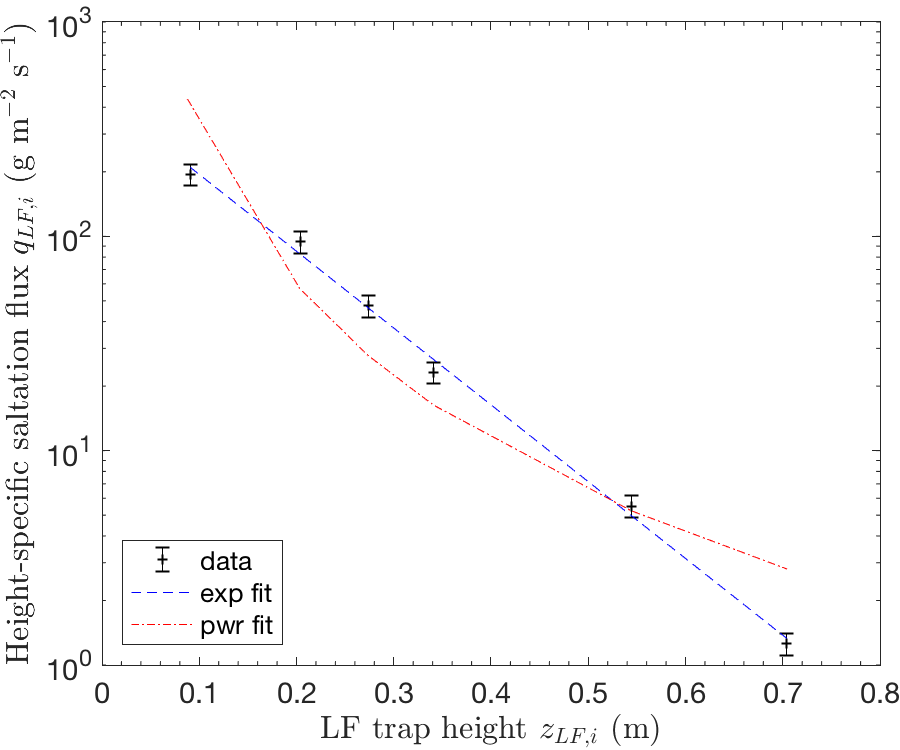 Height-specific saltation flux q_{LF,i} (g m^{-2} s^{-1})
10^3
10^2
10^1
10^0
data
exp fit
pwr fit
0 0.1 0.2 0.3 0.4 0.5 0.6 0.7 0.8
LF trap height z_{LF,i} (m)